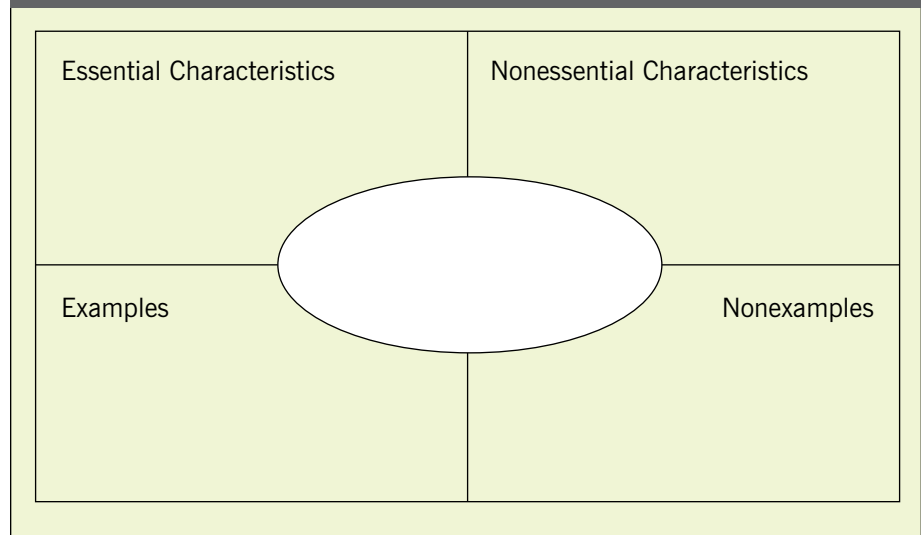 Essential Characteristics
Nonessential Characteristics
Examples
Nonexamples